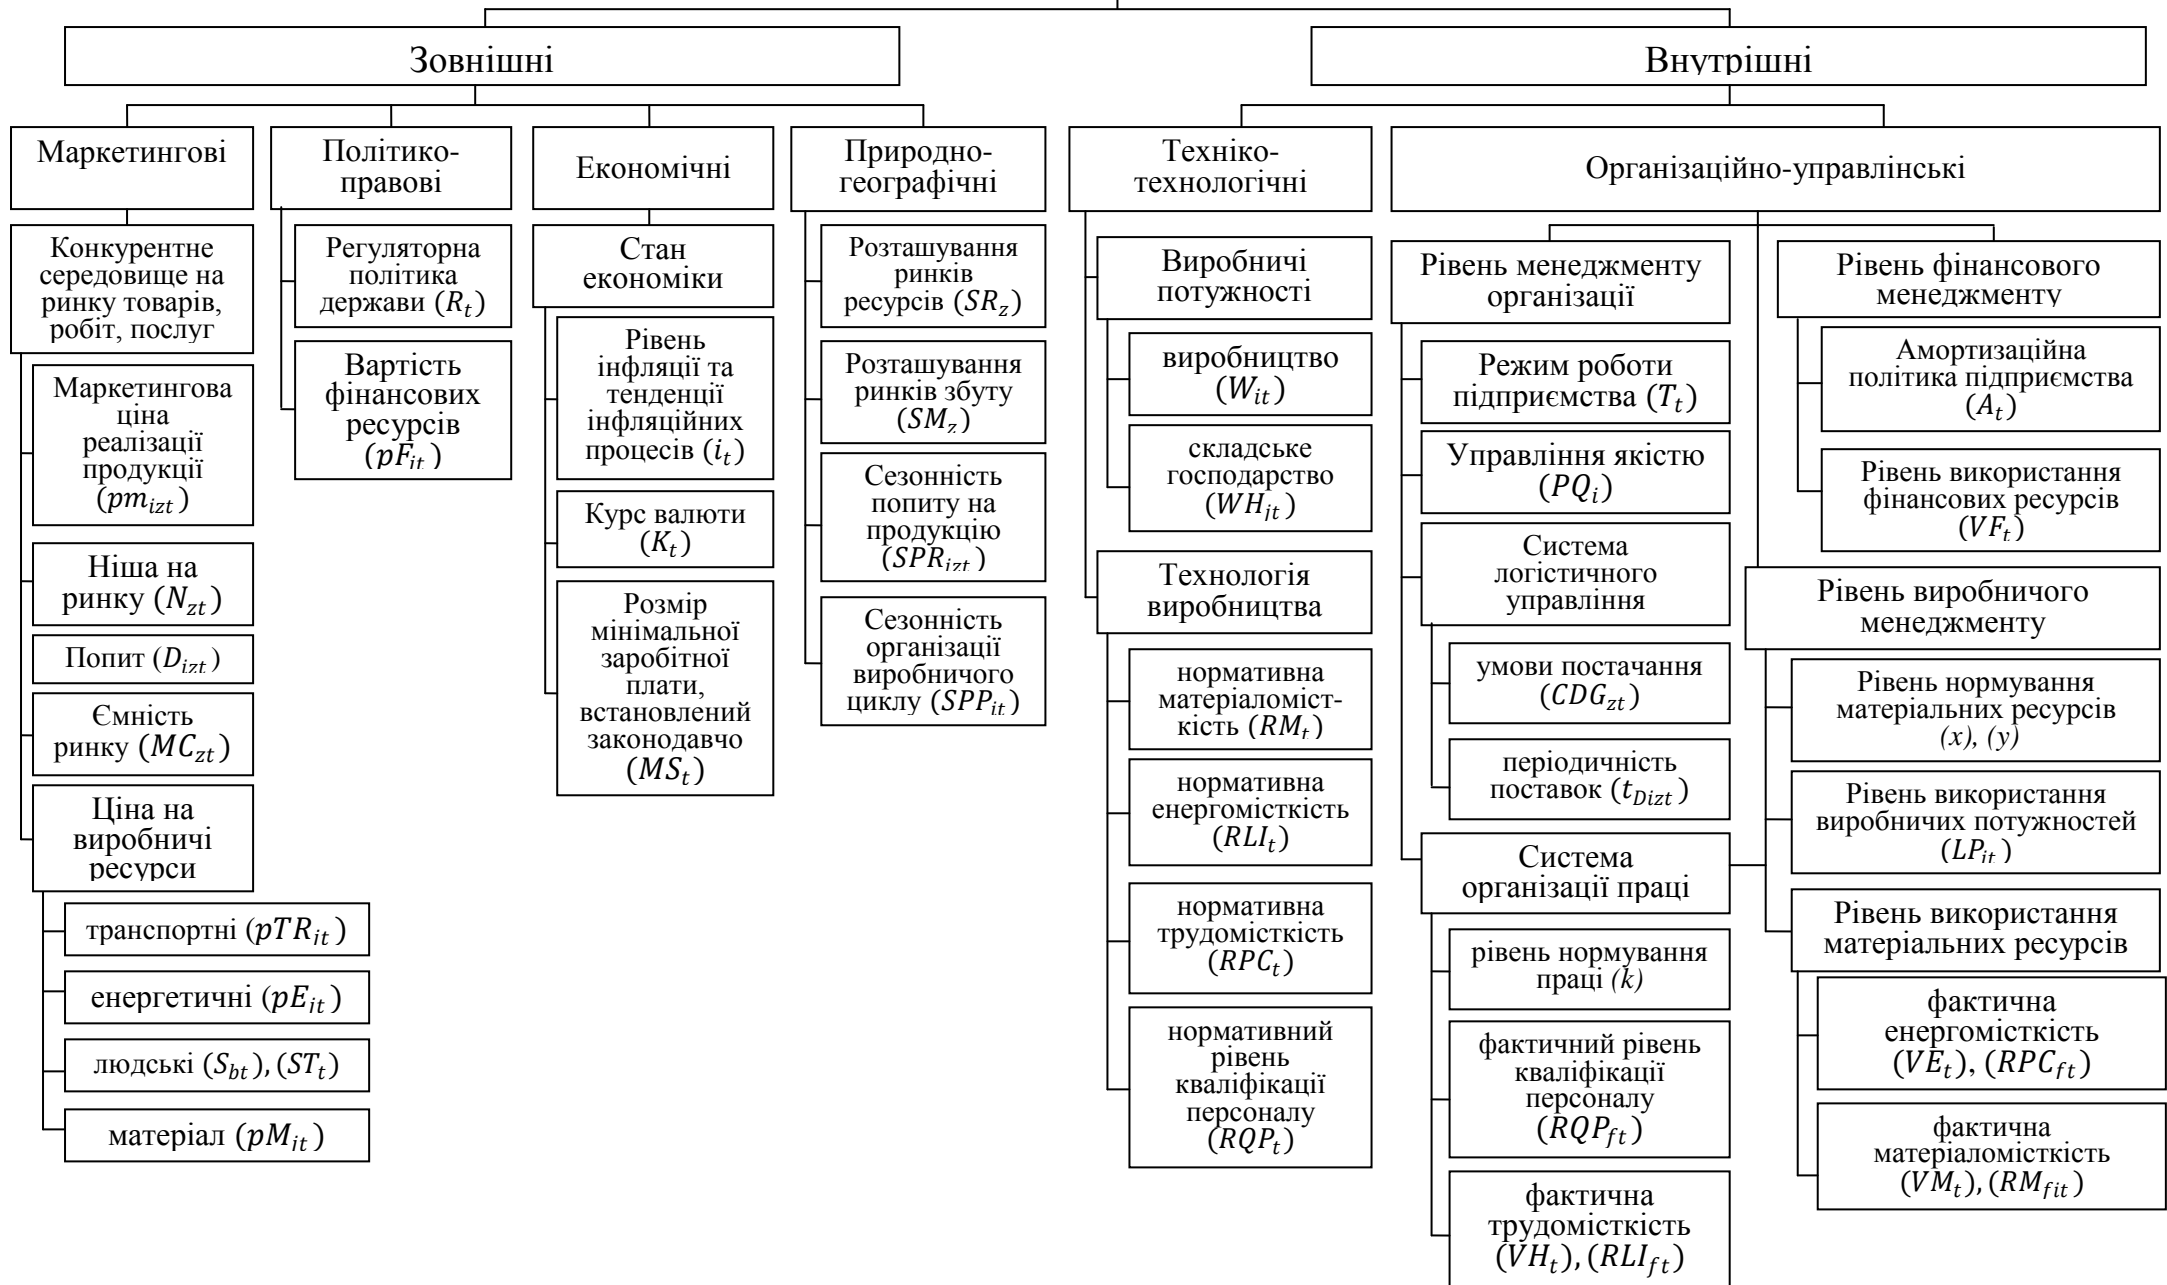 Зовнішні
Внутрішні
Маркетингові
Політико-
правові
Економічні
Природно-
географічні
Техніко-
технологічні
Організаційно-управлінські
Конкурентне
середовище на
ринку товарів,
робіт, послуг
Маркетингова
ціна
реалізації
продукції
(pm_izt)
Ніша на
ринку (N_zt)
Попит (D_izt)
Ємність
ринку (MC_zt)
Ціна на
виробничі
ресурси
транспортні (pTR_it)
енергетичні (pE_it)
людські (S_bt), (ST_t)
матеріал (pM_it)
Регуляторна
політика
держави (R_t)
Вартість
фінансових
ресурсів
(pF_it)
Стан
економіки
Рівень
інфляції та
тенденції
інфляційних
процесів (i_t)
Курс валюти
(K_t)
Розмір
мінімальної
заробітної
плати,
встановлений
законодавчо
(MS_t)
Розташування
ринків
ресурсів (SR_z)
Розташування
ринків збуту
(SM_z)
Сезонність
попиту на
продукцію
(SPR_izt)
Сезонність
організації
виробничого
циклу (SPP_it)
Виробничі
потужності
виробництво
(W_it)
складське
господарство
(WH_it)
Технологія
виробництва
нормативна
матеріаломіст-
кість (RM_t)
нормативна
енергомісткість
(RLI_t)
нормативна
трудомісткість
(RPC_t)
нормативний
рівень
кваліфікації
персоналу
(RQP_t)
Рівень менеджменту
організації
Режим роботи
підприємства (T_t)
Управління якістю
(PQ_i)
Система
логістичного
управління
умови постачання
(CDG_zt)
періодичність
поставок (t_Dizt)
Система
організації праці
рівень нормування
праці (k)
фактичний рівень
кваліфікації
персоналу
(RQP_ft)
фактична
трудомісткість
(VH_t), (RLI_ft)
Рівень фінансового
менеджменту
Амортизаційна
політика підприємства
(A_t)
Рівень використання
фінансових ресурсів
(VF_t)
Рівень виробничого
менеджменту
Рівень нормування
матеріальних ресурсів
(x), (y)
Рівень використання
виробничих потужностей
(LP_it)
Рівень використання
матеріальних ресурсів
фактична
енергомісткість
(VE_t), (RPC_ft)
фактична
матеріаломісткість
(VM_t), (RM_fit)